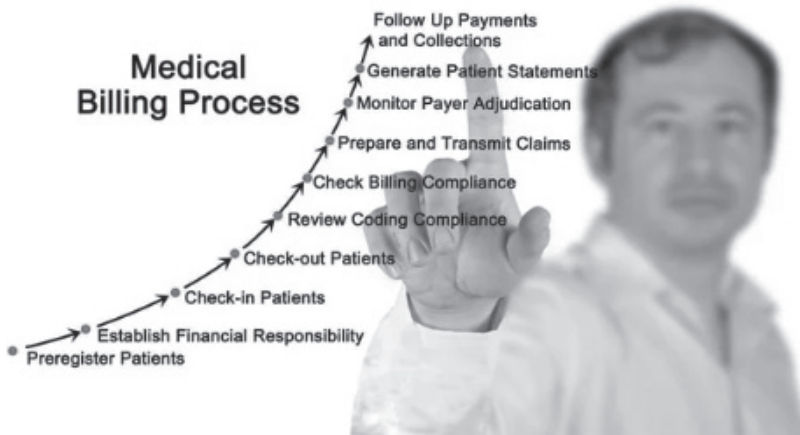 Medical
Billing Process
Follow Up Payments
and Collections
Generate Patient Statements
Monitor Payer Adjudication
Prepare and Transmit Claims
Check Billing Compliance
Review Coding Compliance
Check-out Patients
Check-in Patients
Establish Financial Responsibility
Preregister Patients